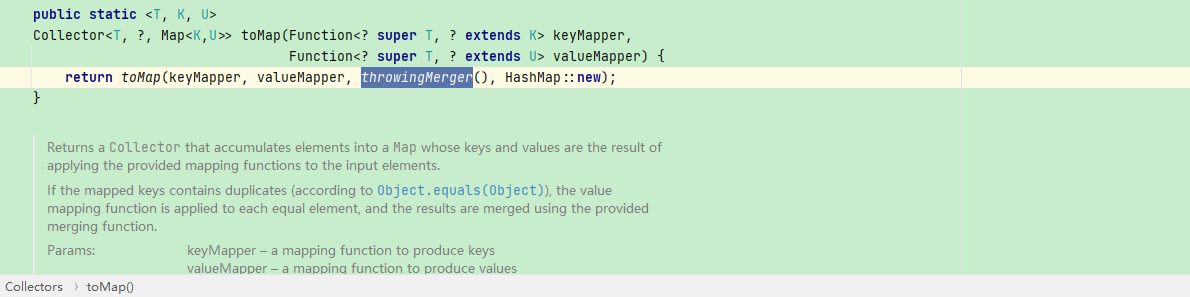 public static <T, K, U>
Collector<T, ?, Map<K,U>> toMap(Function<? super T, ? extends K> keyMapper,
Function<? super T, ? extends U> valueMapper) {
return toMap(keyMapper, valueMapper, throwingMerger(), HashMap::new);
}
Returns a Collector that accumulates elements into a Map whose keys and values are the result of
applying the provided mapping functions to the input elements.
If the mapped keys contains duplicates (according to Object.equals(Object)), the value
mapping function is applied to each equal element, and the results are merged using the provided
merging function.
Params: keyMapper – a mapping function to produce keys
valueMapper – a mapping function to produce values
Collectors › toMap()